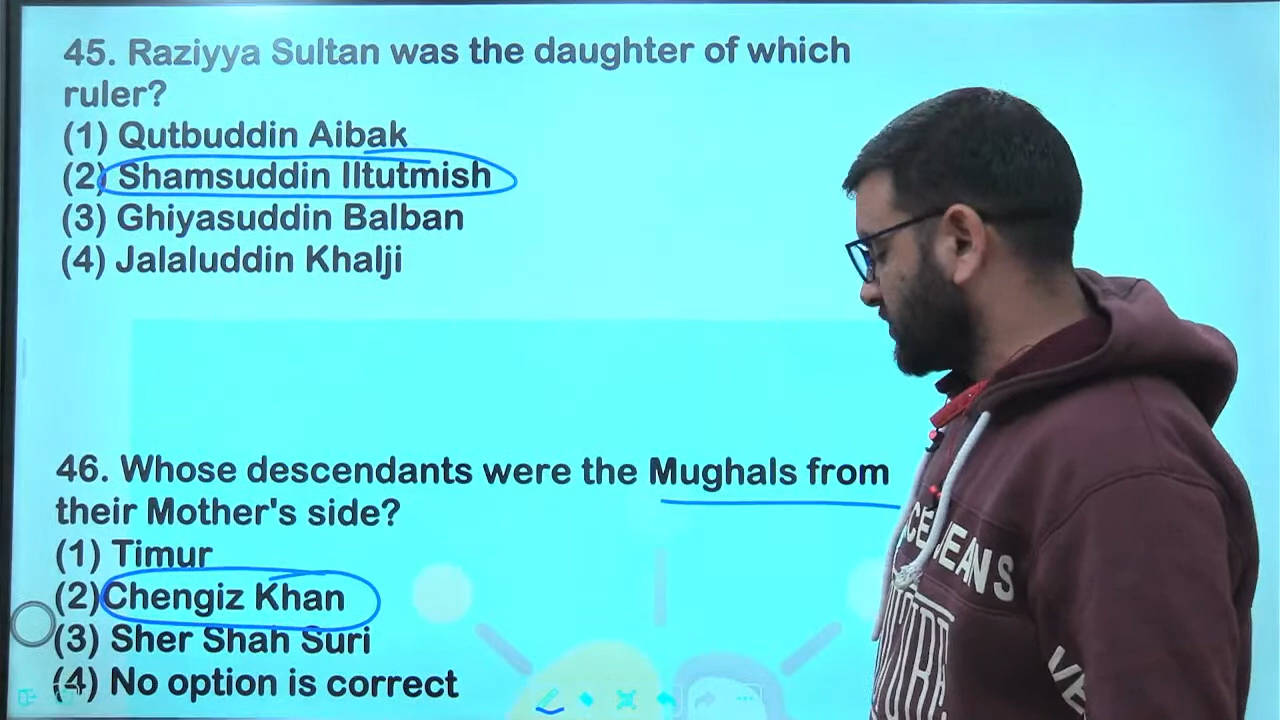 45. Raziyya Sultan was the daughter of which
ruler?
(1) Qutbuddin Aibak
(2) Shamsuddin Iltutmish
(3) Ghiyasuddin Balban
(4) Jalaluddin Khalji
46. Whose descendants were the Mughals from
their Mother's side?
(1) Timur
(2) Chengiz Khan
(3) Sher Shah Suri
(4) No option is correct
JEANS